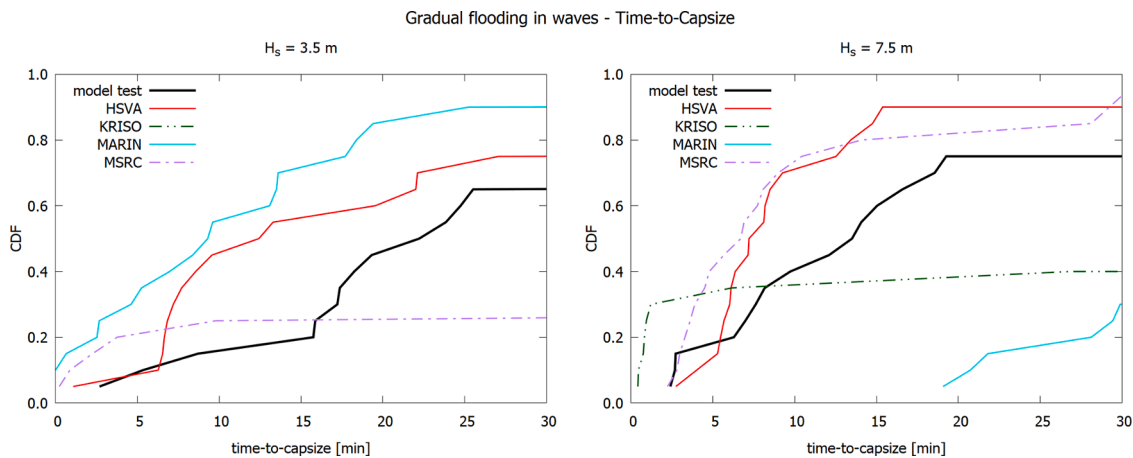 Gradual flooding in waves - Time-to-Capsize
Hₛ = 3.5 m
1.0
0.8
0.6
0.4
0.2
0.0
CDF
model test
HSVA
KRISO
MARIN
MSRC
0 5 10 15 20 25 30
time-to-capsize [min]
Hₛ = 7.5 m
1.0
0.8
0.6
0.4
0.2
0.0
CDF
model test
HSVA
KRISO
MARIN
MSRC
0 5 10 15 20 25 30
time-to-capsize [min]